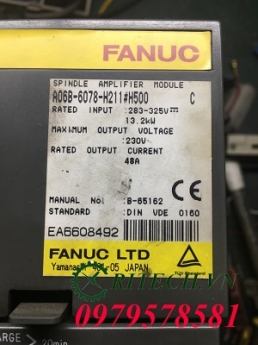 FANUC
SPINDLE AMPLIFIER MODULE
A06B-6078-H211#H500 C
RATED INPUT :283-325V⎓
13.2kW
MAXIMUM OUTPUT VOLTAGE
:230V
RATED OUTPUT CURRENT
48A
MANUAL NO. :B-65162
STANDARD :DIN VDE 0160
EA6608492
FANUC LTD
05 JAPAN
0979578581
20min